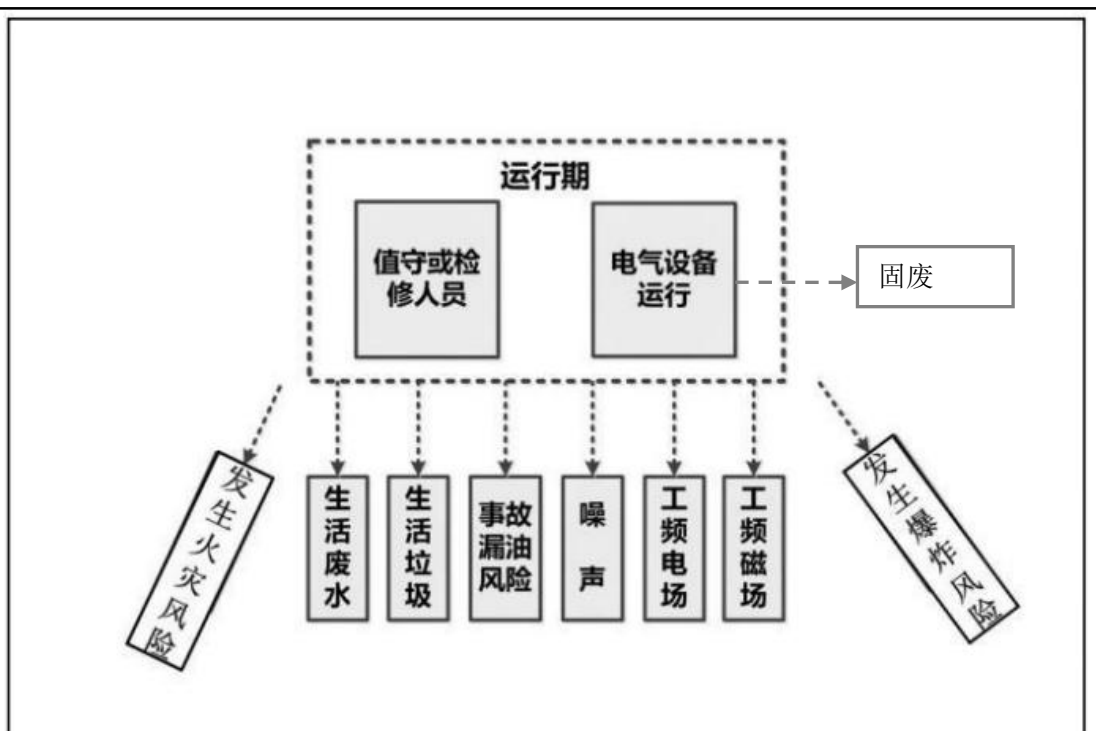 运行期
值守或检
修人员
电气设备
运行
固废
发生火灾风险
生活废水
生活垃圾
事故
漏油
风险
噪声
工频电场
工频磁场
发生爆炸风险